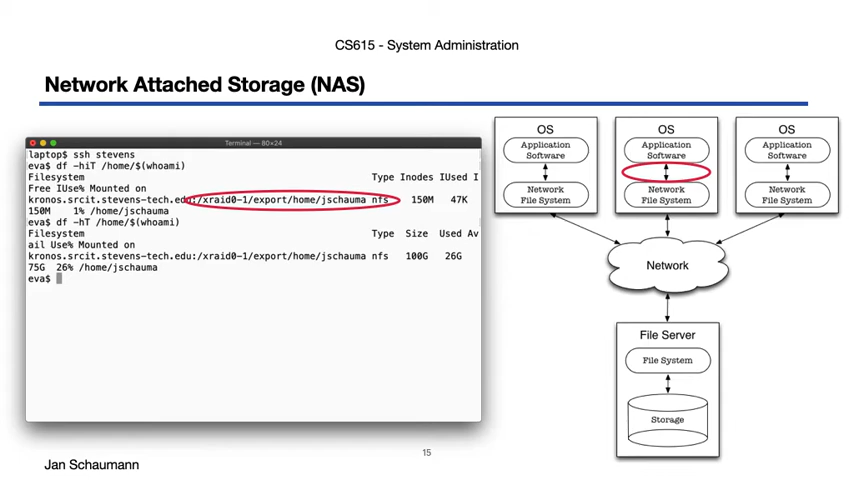 CS615 - System Administration
Network Attached Storage (NAS)
Terminal — 80×24
laptop$ ssh stevens
eva$ df -hiT /home/$(whoami)
Filesystem Type Inodes IUsed I
Free IUse% Mounted on
kronos.srcit.stevens-tech.edu:/xraid0-1/export/home/jschauma nfs 150M 47K
150M 1% /home/jschauma
eva$ df -hT /home/$(whoami)
Filesystem Type Size Used Av
ail Use% Mounted on
kronos.srcit.stevens-tech.edu:/xraid0-1/export/home/jschauma nfs 100G 26G
75G 26% /home/jschauma
eva$
OS
Application
Software
Network
File System
OS
Application
Software
Network
File System
OS
Application
Software
Network
File System
Network
File Server
File System
Storage
15
Jan Schaumann